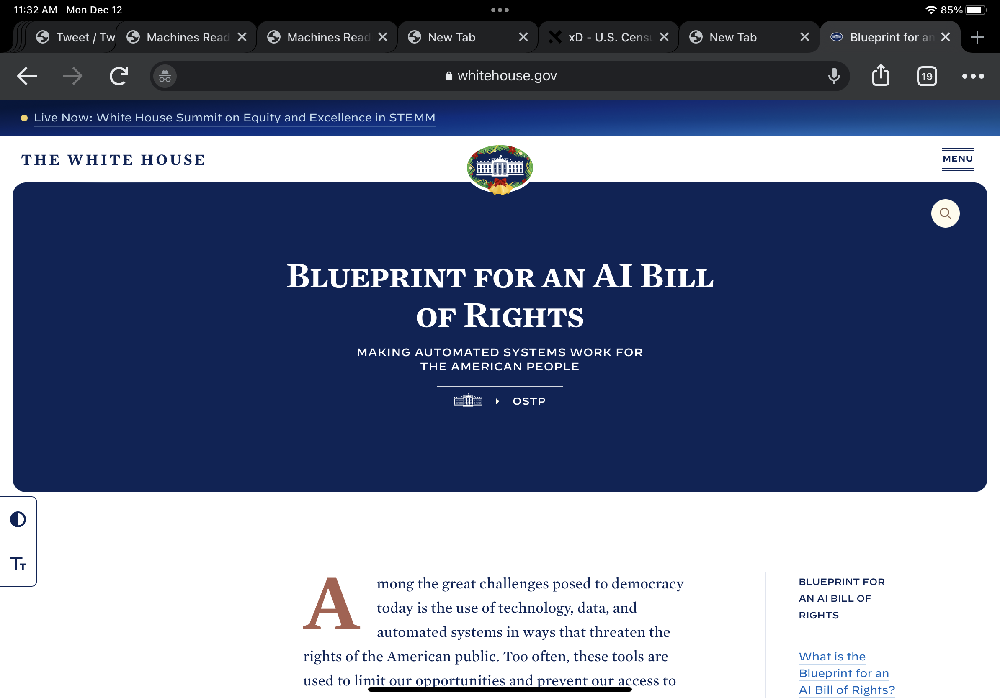 11:32 AM Mon Dec 12
85%
Tweet / Tw
Machines Read
Machines Read
New Tab
xD - U.S. Censu
New Tab
Blueprint for an
whitehouse.gov
19
Live Now: White House Summit on Equity and Excellence in STEMM
THE WHITE HOUSE
MENU
BLUEPRINT FOR AN AI BILL
OF RIGHTS
MAKING AUTOMATED SYSTEMS WORK FOR
THE AMERICAN PEOPLE
OSTP
Among the great challenges posed to democracy
today is the use of technology, data, and
automated systems in ways that threaten the
rights of the American public. Too often, these tools are
used to limit our opportunities and prevent our access to
Tт
BLUEPRINT FOR
AN AI BILL OF
RIGHTS
What is the
Blueprint for an
AI Bill of Rights?